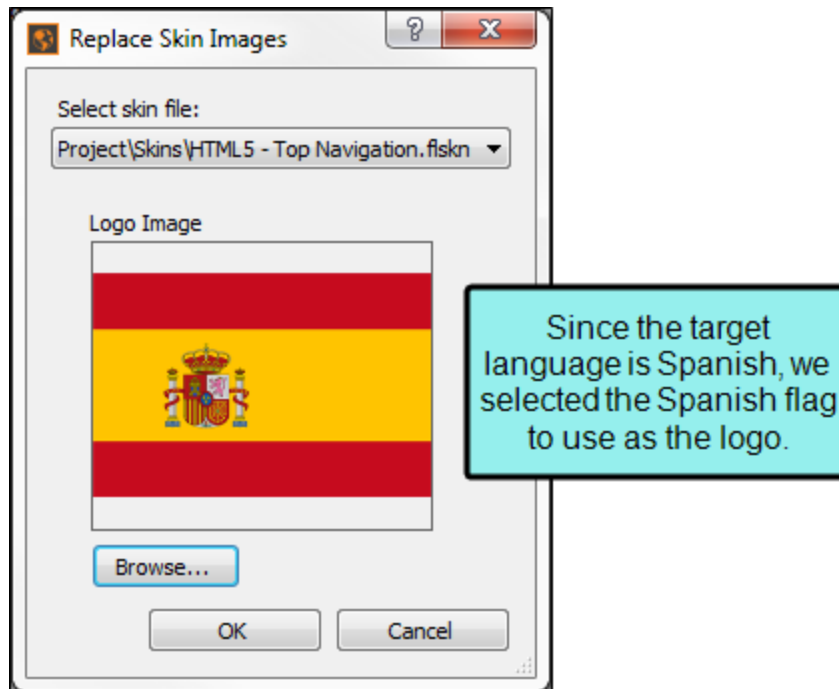 Replace Skin Images
Select skin file:
Project\Skins\HTML5 - Top Navigation.flskn
Logo Image
Since the target
language is Spanish, we
selected the Spanish flag
to use as the logo.
Browse...
OK
Cancel